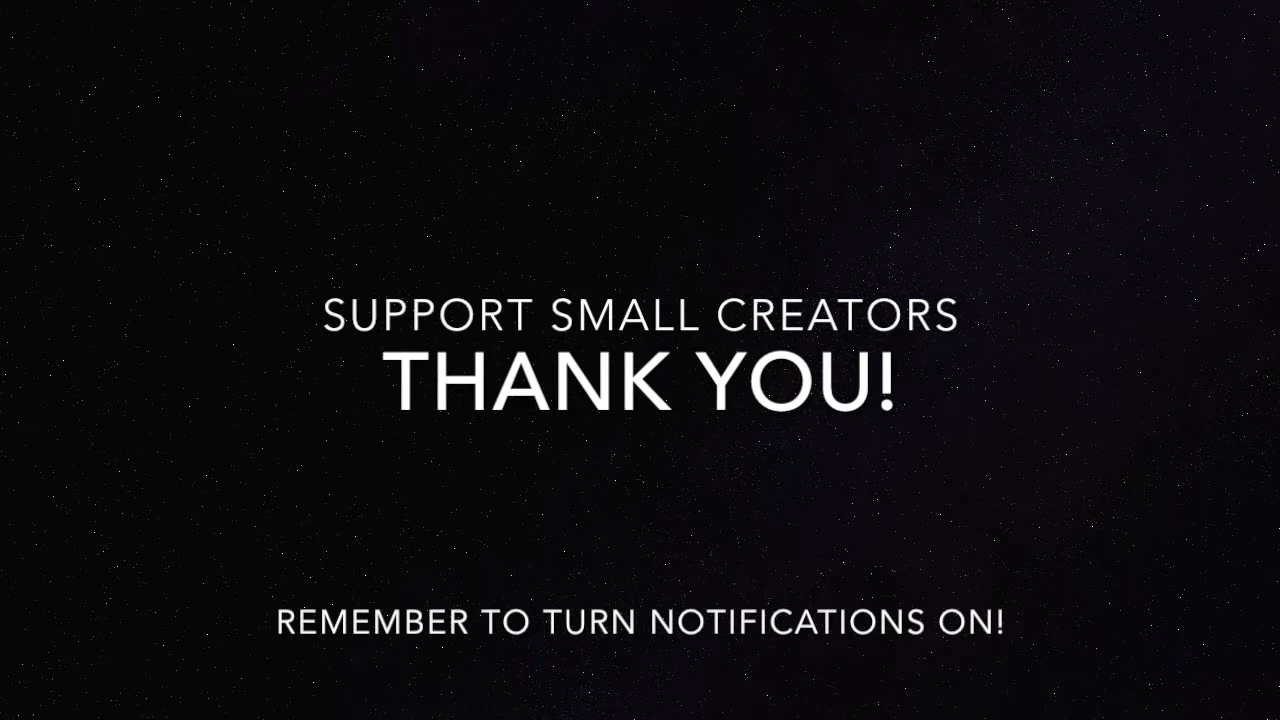 SUPPORT SMALL CREATORS
THANK YOU!
REMEMBER TO TURN NOTIFICATIONS ON!